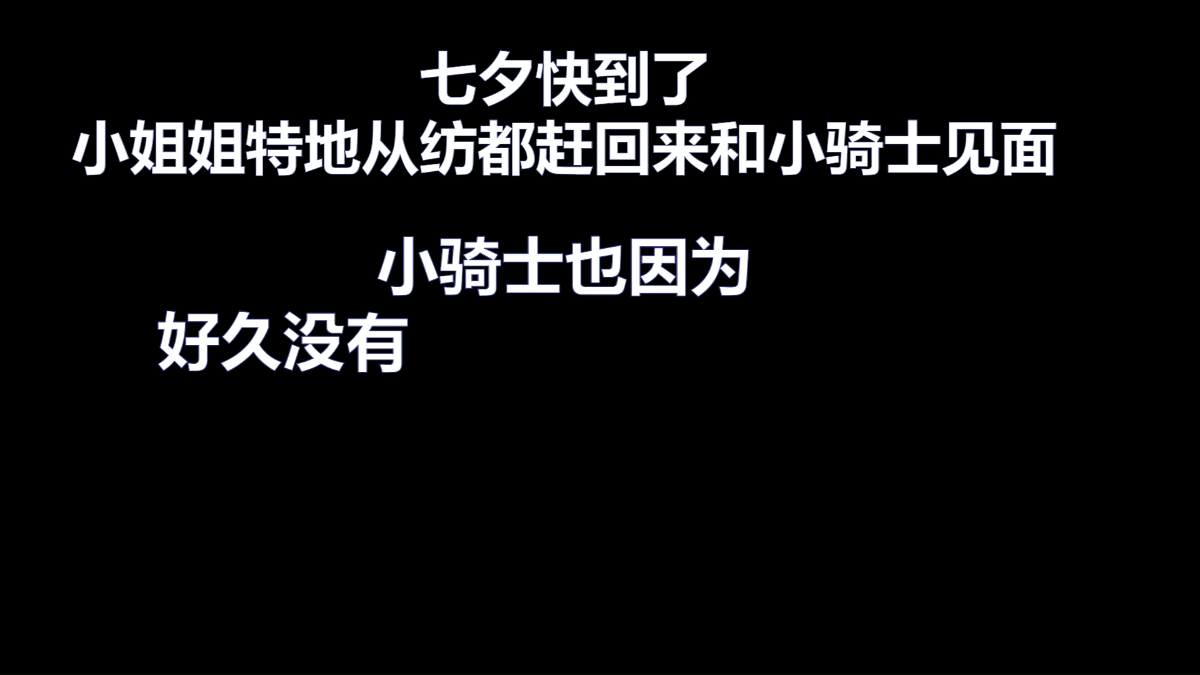 七夕快到了
小姐姐特地从纺都赶回来和小骑士见面
小骑士也因为
好久没有